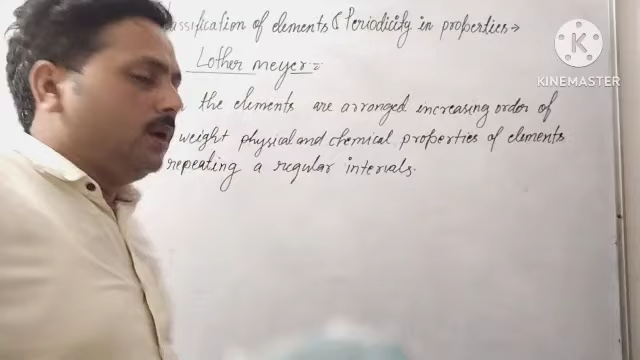 assification of elements & Periodicity in properties →
Lother meyer :-
the elements are arranged increasing order of
weight physical and chemical properties of elements
repeating a regular intervals.
K
KINEMASTER